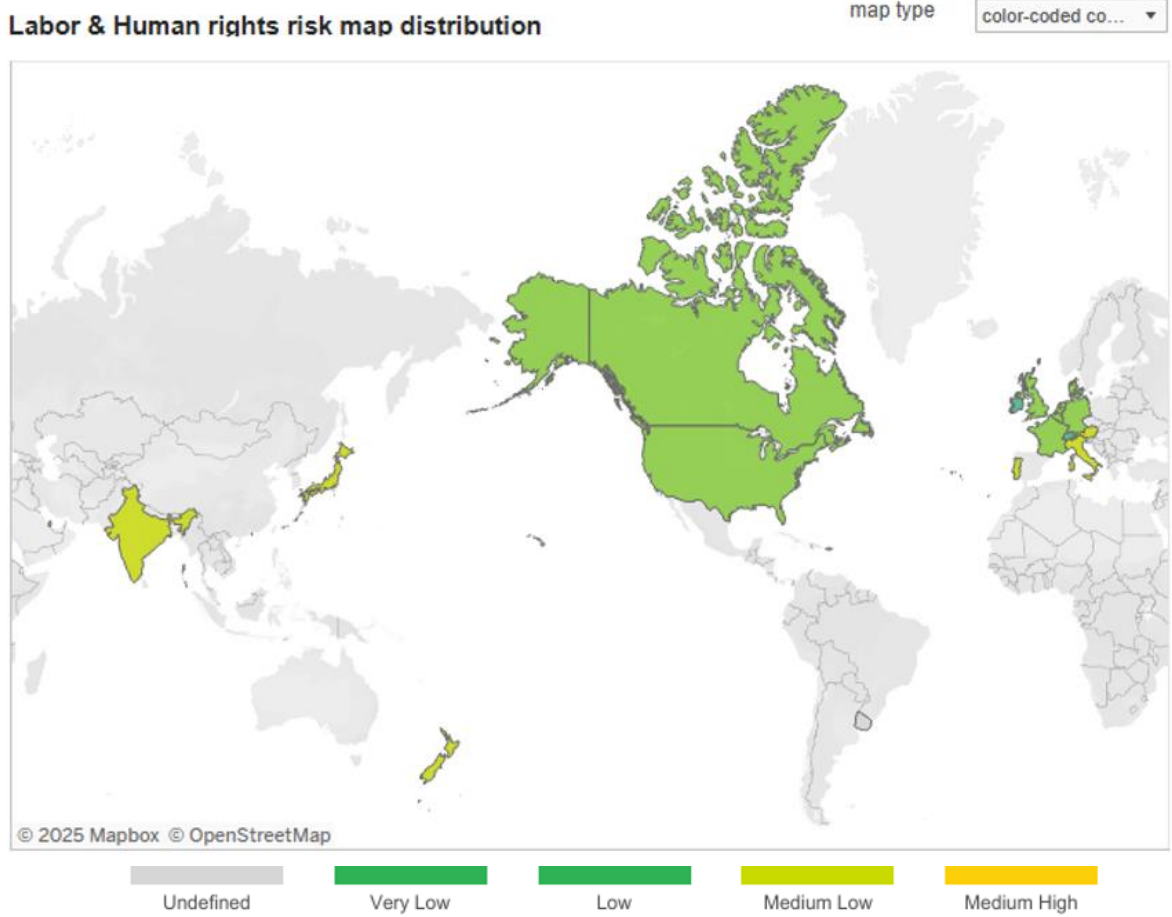 map type
color-coded co...
Labor & Human rights risk map distribution
© 2025 Mapbox © OpenStreetMap
Undefined
Very Low
Low
Medium Low
Medium High